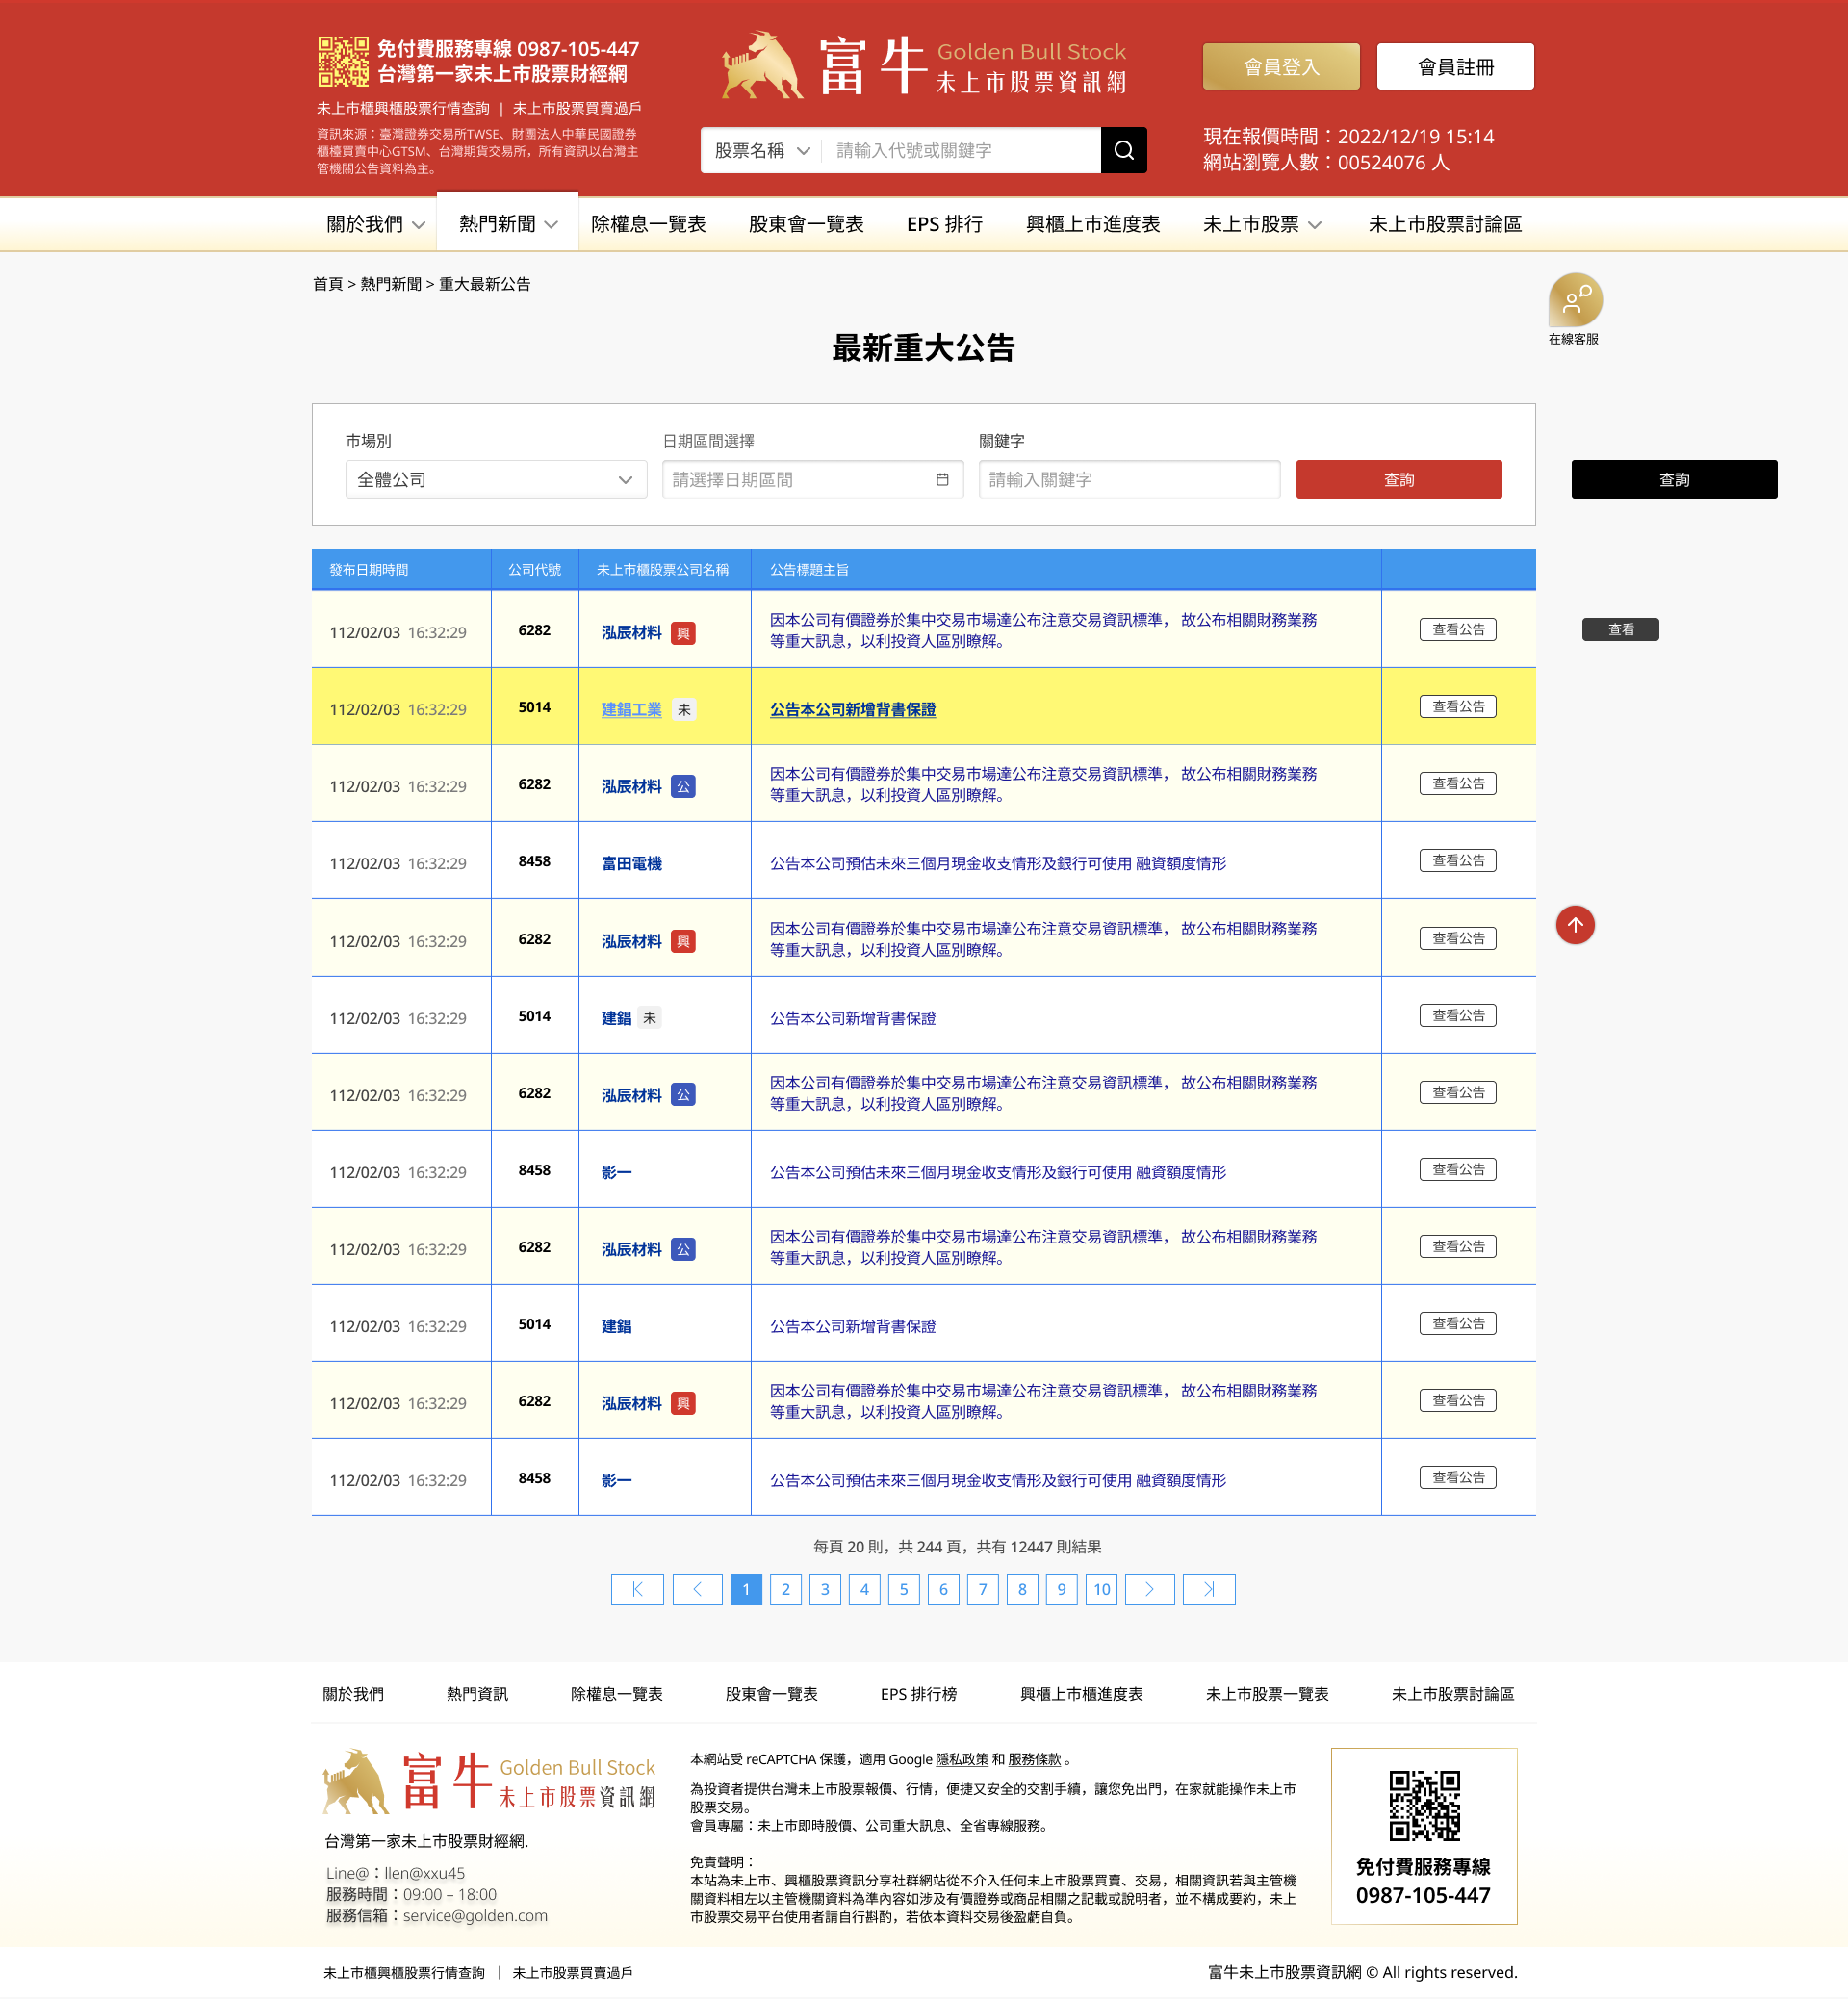 免付費服務專線 0987-105-447
台灣第一家未上市股票財經網
未上市櫃興櫃股票行情查詢 | 未上市股票買賣過戶
資訊來源：臺灣證券交易所TWSE、財團法人中華民國證券
櫃檯買賣中心GTSM、台灣期貨交易所，所有資訊以台灣主
管機關公告資料為主。
富牛 Golden Bull Stock
未上市股票資訊網
股票名稱 請輸入代號或關鍵字
會員登入 會員註冊
現在報價時間：2022/12/19 15:14
網站瀏覽人數：00524076 人
關於我們 熱門新聞 除權息一覽表 股東會一覽表 EPS 排行 興櫃上市進度表 未上市股票 未上市股票討論區
首頁 > 熱門新聞 > 重大最新公告
在線客服
最新重大公告
市場別 日期區間選擇 關鍵字
全體公司 請選擇日期區間 請輸入關鍵字 查詢 查詢
發布日期時間 公司代號 未上市櫃股票公司名稱 公告標題主旨
112/02/03 16:32:29 6282 泓辰材料 興 因本公司有價證券於集中交易市場達公布注意交易資訊標準， 故公布相關財務業務
等重大訊息，以利投資人區別瞭解。 查看公告 查看
112/02/03 16:32:29 5014 建錩工業 未 公告本公司新增背書保證 查看公告
112/02/03 16:32:29 6282 泓辰材料 公 因本公司有價證券於集中交易市場達公布注意交易資訊標準， 故公布相關財務業務
等重大訊息，以利投資人區別瞭解。 查看公告
112/02/03 16:32:29 8458 富田電機 公告本公司預估未來三個月現金收支情形及銀行可使用 融資額度情形 查看公告
112/02/03 16:32:29 6282 泓辰材料 興 因本公司有價證券於集中交易市場達公布注意交易資訊標準， 故公布相關財務業務
等重大訊息，以利投資人區別瞭解。 查看公告
112/02/03 16:32:29 5014 建錩 未 公告本公司新增背書保證 查看公告
112/02/03 16:32:29 6282 泓辰材料 公 因本公司有價證券於集中交易市場達公布注意交易資訊標準， 故公布相關財務業務
等重大訊息，以利投資人區別瞭解。 查看公告
112/02/03 16:32:29 8458 影一 公告本公司預估未來三個月現金收支情形及銀行可使用 融資額度情形 查看公告
112/02/03 16:32:29 6282 泓辰材料 公 因本公司有價證券於集中交易市場達公布注意交易資訊標準， 故公布相關財務業務
等重大訊息，以利投資人區別瞭解。 查看公告
112/02/03 16:32:29 5014 建錩 公告本公司新增背書保證 查看公告
112/02/03 16:32:29 6282 泓辰材料 興 因本公司有價證券於集中交易市場達公布注意交易資訊標準， 故公布相關財務業務
等重大訊息，以利投資人區別瞭解。 查看公告
112/02/03 16:32:29 8458 影一 公告本公司預估未來三個月現金收支情形及銀行可使用 融資額度情形 查看公告
每頁 20 則，共 244 頁，共有 12447 則結果
1 2 3 4 5 6 7 8 9 10
關於我們 熱門資訊 除權息一覽表 股東會一覽表 EPS 排行榜 興櫃上市櫃進度表 未上市股票一覽表 未上市股票討論區
富牛 Golden Bull Stock
未上市股票資訊網
台灣第一家未上市股票財經網.
Line@：llen@xxu45
服務時間：09:00 – 18:00
服務信箱：service@golden.com
本網站受 reCAPTCHA 保護，適用 Google 隱私政策 和 服務條款 。
為投資者提供台灣未上市股票報價、行情，便捷又安全的交割手續，讓您免出門，在家就能操作未上市
股票交易。
會員專屬：未上市即時股價、公司重大訊息、全省專線服務。
免責聲明：
本站為未上市、興櫃股票資訊分享社群網站從不介入任何未上市股票買賣、交易，相關資訊若與主管機
關資料相左以主管機關資料為準內容如涉及有價證券或商品相關之記載或說明者，並不構成要約，未上
市股票交易平台使用者請自行斟酌，若依本資料交易後盈虧自負。
免付費服務專線
0987-105-447
未上市櫃興櫃股票行情查詢 | 未上市股票買賣過戶
富牛未上市股票資訊網 © All rights reserved.